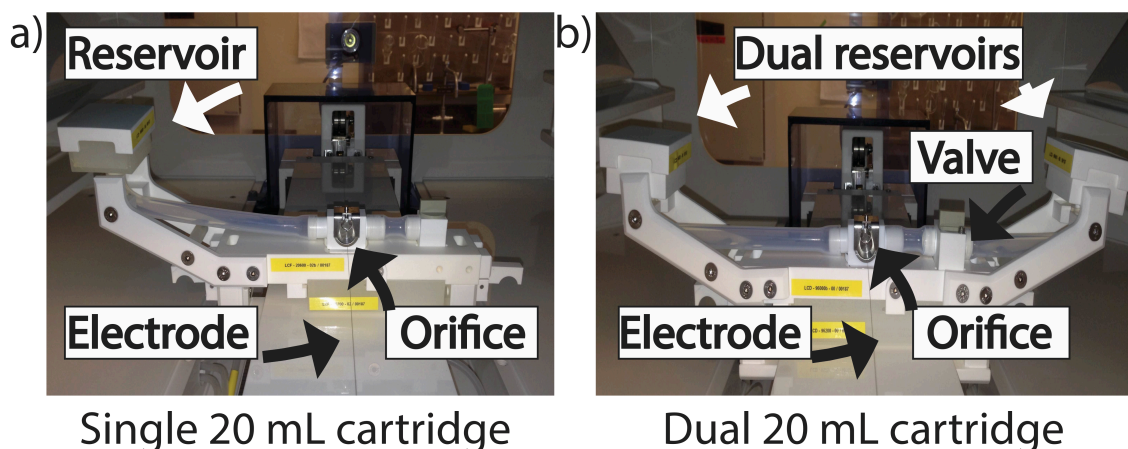 a)
Reservoir
Electrode
Orifice
Single 20 mL cartridge
b)
Dual reservoirs
Valve
Electrode
Orifice
Dual 20 mL cartridge